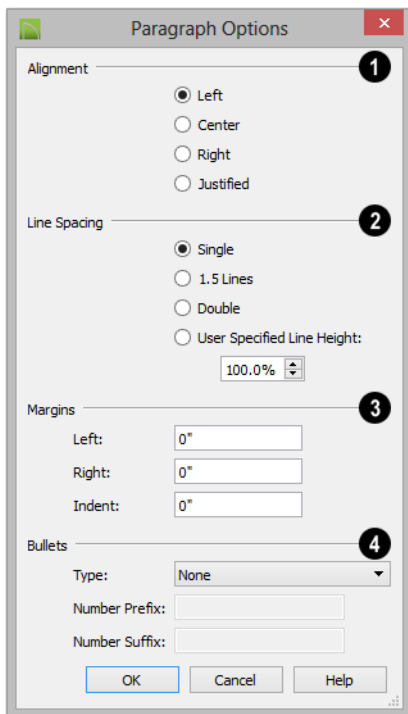 Paragraph Options
Alignment 1
Left
Center
Right
Justified
Line Spacing 2
Single
1.5 Lines
Double
User Specified Line Height:
100.0%
Margins 3
Left: 0"
Right: 0"
Indent: 0"
Bullets 4
Type: None
Number Prefix:
Number Suffix:
OK Cancel Help